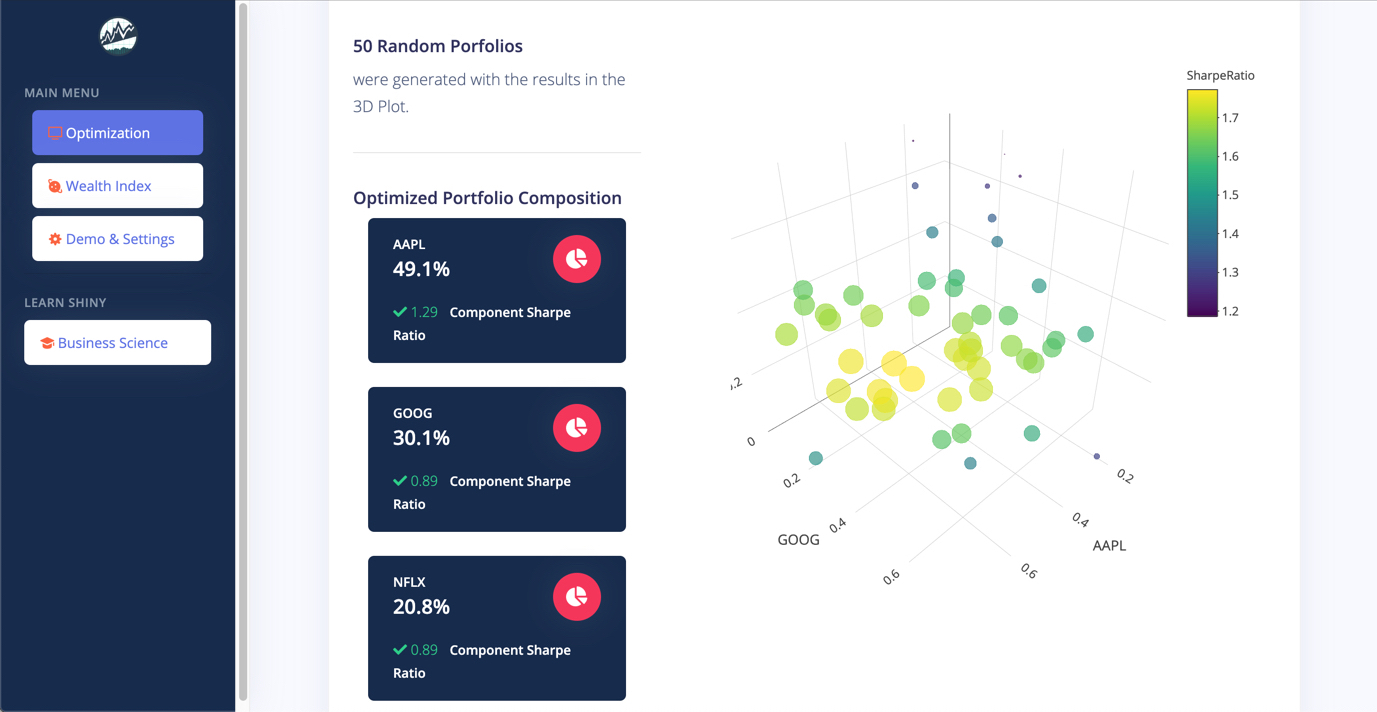 MAIN MENU
Optimization
Wealth Index
Demo & Settings
LEARN SHINY
Business Science
50 Random Porfolios
were generated with the results in the
3D Plot.
Optimized Portfolio Composition
AAPL
49.1%
1.29 Component Sharpe
Ratio
GOOG
30.1%
0.89 Component Sharpe
Ratio
NFLX
20.8%
0.89 Component Sharpe
Ratio
SharpeRatio
1.7
1.6
1.5
1.4
1.3
1.2
.2
0
0.2
0.4
0.6
GOOG
0.2
0.4
0.6
AAPL